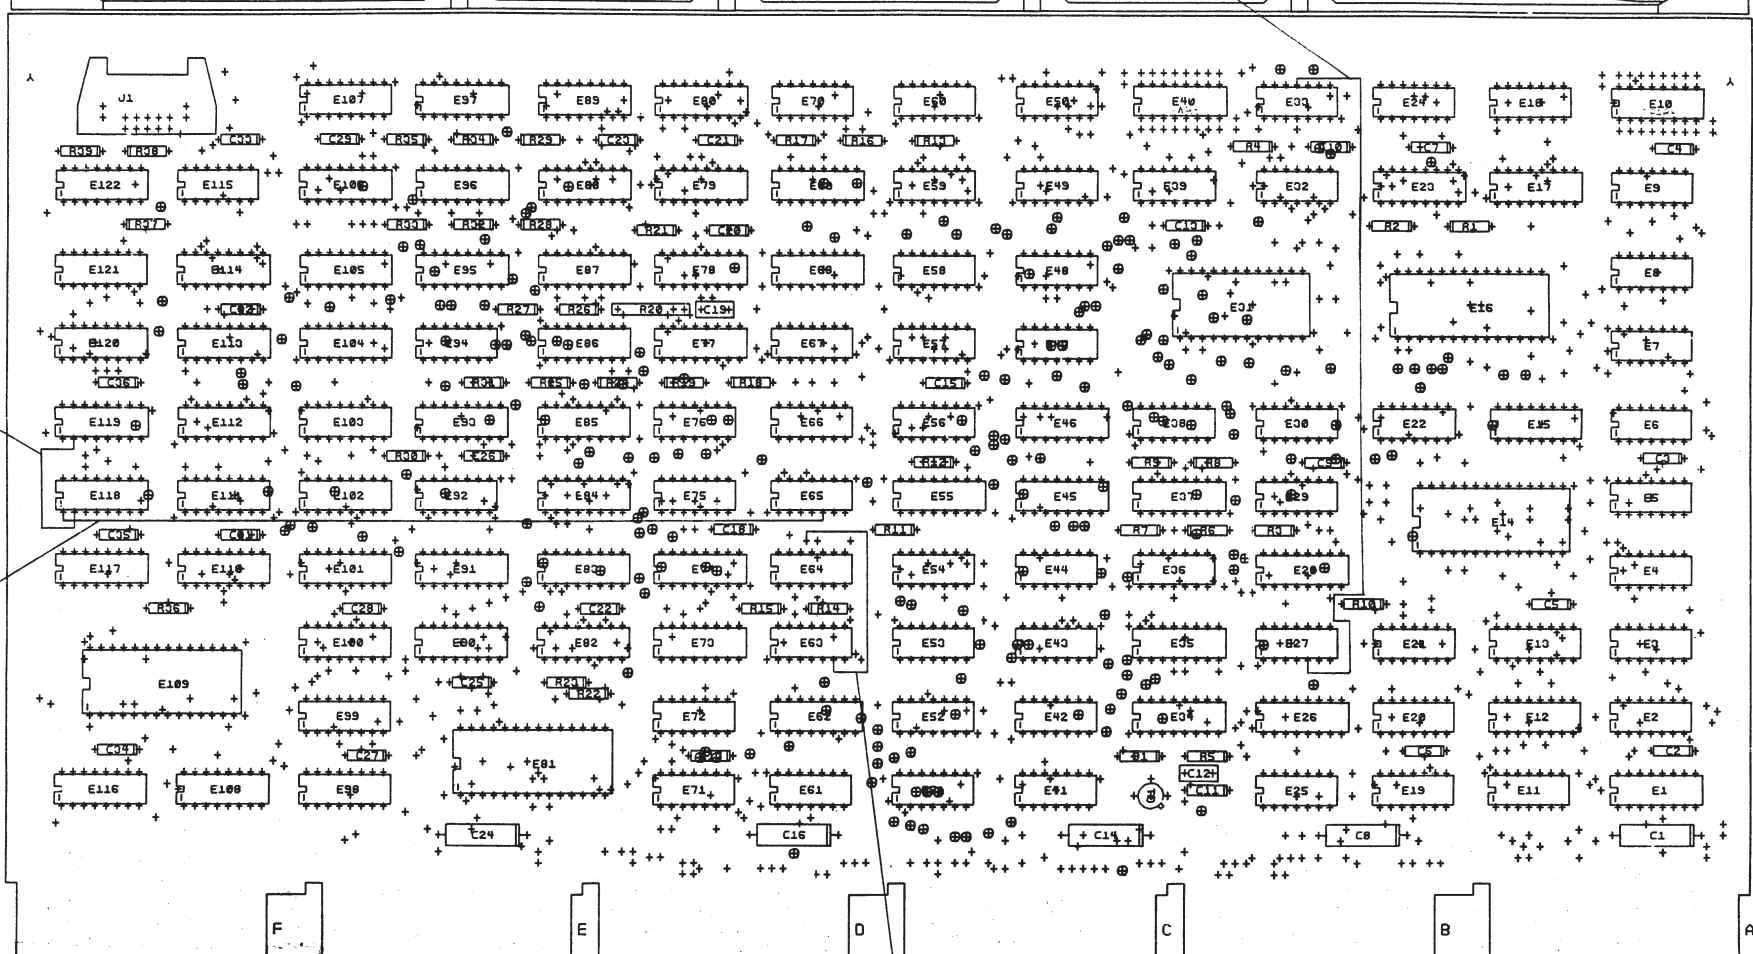 J1
E107 E97 E89 E80 E70 E60 E50 E40 E33 E24 E18 E10
C33 C29 R35 R34 R29 C23 C21 R17 R16 R13
R39 R38 R4 C7 C4
E122 E115 E106 E96 E88 E79 E69 E59 E49 E39 E32 E23 E17 E9
R37 R33 R32 R28 R21 C20 C13 R2 R1
E121 E114 E105 E95 E87 E78 E68 E58 E48 E8
R27 R26 R20 C19 E31 E16
E120 E113 E104 E94 E86 E77 E67 E57 E7
C36 R31 R25 R19 R18 C15
E119 E112 E103 E93 E85 E76 E66 E56 E46 E38 E30 E22 E15 E6
R30 C26 R12 R9 R8 C9 C3
E118 E111 E102 E92 E84 E75 E65 E55 E45 E37 E29 E5
E14
C35 C18 R11 R7 R6 R3
E117 E110 E101 E91 E83 E64 E54 E44 E36 E28 E4
R36 C28 C22 R15 R14 R10 C5
E100 E90 E82 E73 E63 E53 E43 E35 E27 E21 E13 E3
E109 C25 R23
R22
E99 E72 E62 E52 E42 E34 E26 E20 E12 E2
C34 C27 R5 C6 C2
E81 C12
E116 E108 E98 E71 E61 E41 C11 E25 E19 E11 E1
C24 C16 C14 C8 C1
F E D C B A